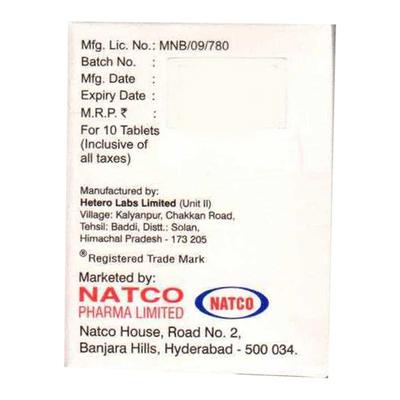 Mfg. Lic. No.: MNB/09/780
Batch No. :
Mfg. Date :
Expiry Date :
M.R.P. ₹ :
For 10 Tablets
(Inclusive of
all taxes)
Manufactured by:
Hetero Labs Limited (Unit II)
Village: Kalyanpur, Chakkan Road,
Tehsil: Baddi, Distt.: Solan,
Himachal Pradesh - 173 205
®Registered Trade Mark
Marketed by:
NATCO
PHARMA LIMITED
NATCO
Natco House, Road No. 2,
Banjara Hills, Hyderabad - 500 034.